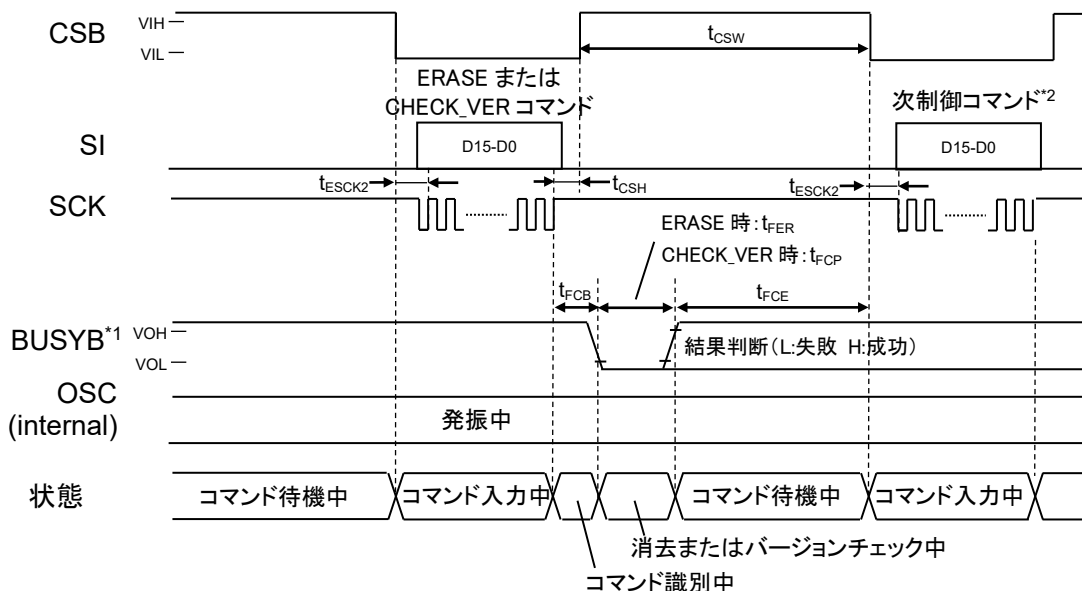 CSB
VIH
VIL
tCSW
ERASE または
CHECK_VER コマンド
次制御コマンド*2
SI
D15-D0
D15-D0
tESCK2
tCSH
tESCK2
SCK
ERASE 時:tFER
CHECK_VER 時:tFCP
tFCB
tFCE
BUSYB*1
VOH
VOL
結果判断(L:失敗 H:成功)
OSC
(internal)
発振中
状態
コマンド待機中
コマンド入力中
コマンド待機中
コマンド入力中
消去またはバージョンチェック中
コマンド識別中